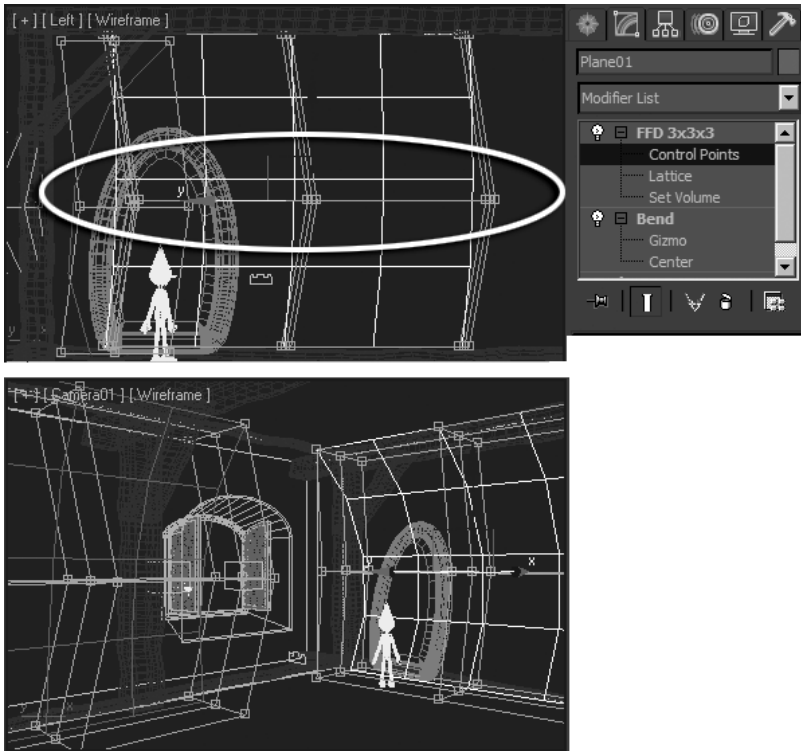 [ + ] [ Left ] [ Wireframe ]
y
y x
Plane01
Modifier List
FFD 3x3x3
Control Points
Lattice
Set Volume
Bend
Gizmo
Center
[ + ] [ Camera01 ] [ Wireframe ]
y
x
y x